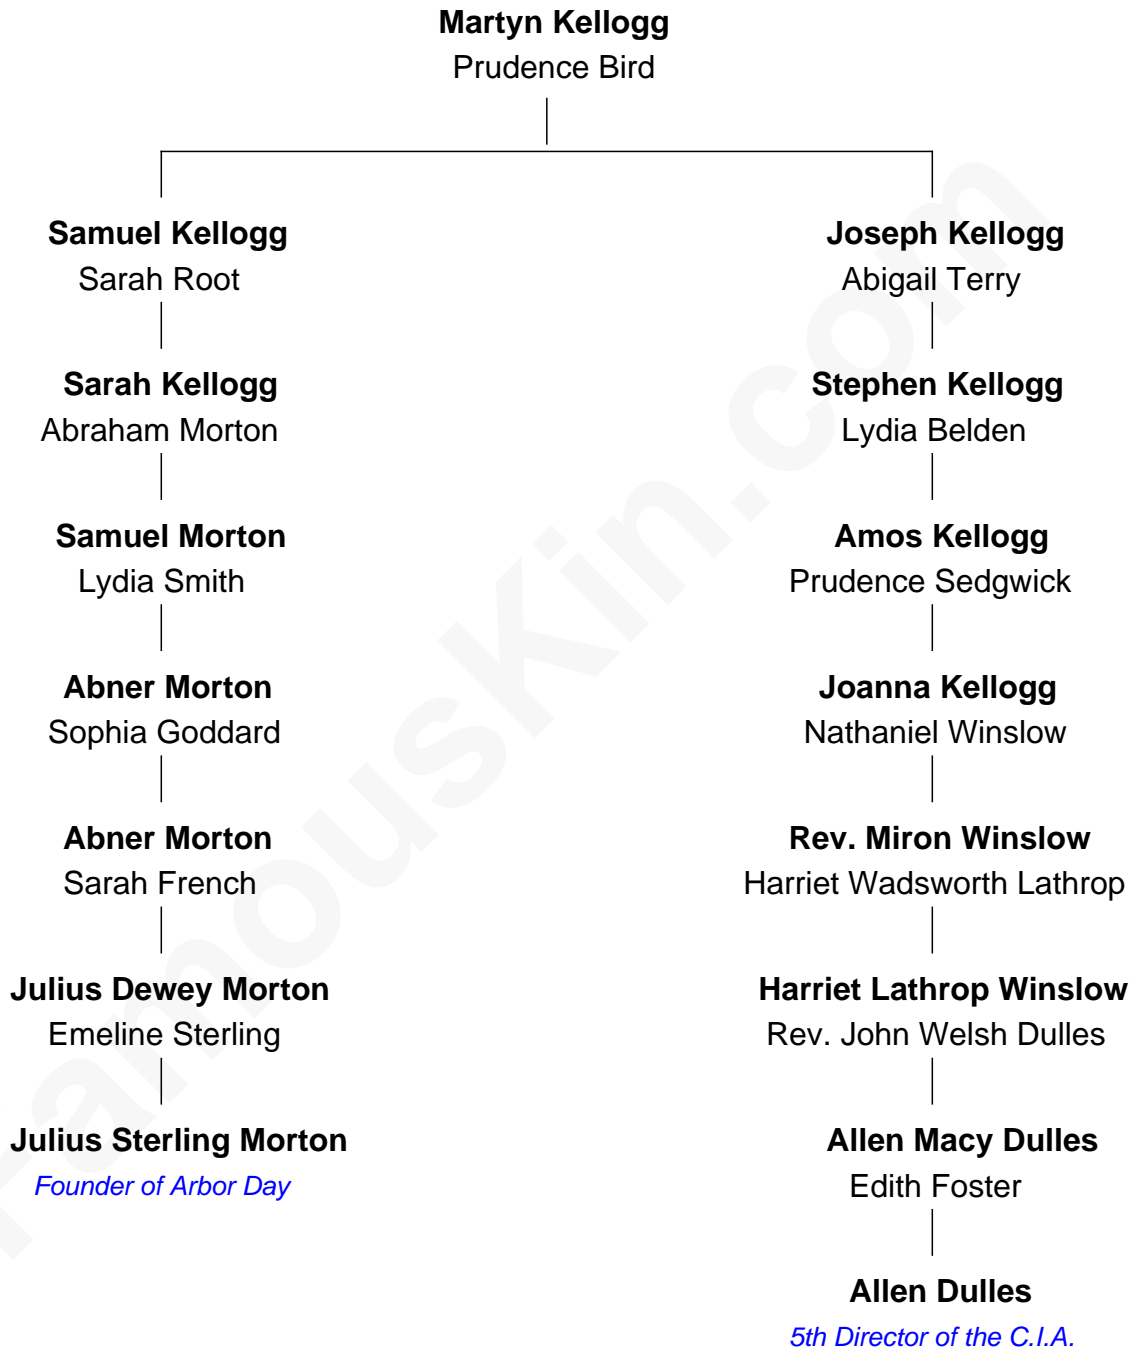 Martyn Kellogg
Prudence Bird
Samuel Kellogg
Sarah Root
Joseph Kellogg
Abigail Terry
Sarah Kellogg
Abraham Morton
Stephen Kellogg
Lydia Belden
Samuel Morton
Lydia Smith
Amos Kellogg
Prudence Sedgwick
Abner Morton
Sophia Goddard
Joanna Kellogg
Nathaniel Winslow
Abner Morton
Sarah French
Rev. Miron Winslow
Harriet Wadsworth Lathrop
Julius Dewey Morton
Emeline Sterling
Harriet Lathrop Winslow
Rev. John Welsh Dulles
Julius Sterling Morton
Founder of Arbor Day
Allen Macy Dulles
Edith Foster
Allen Dulles
5th Director of the C.I.A.
FamousKin.com